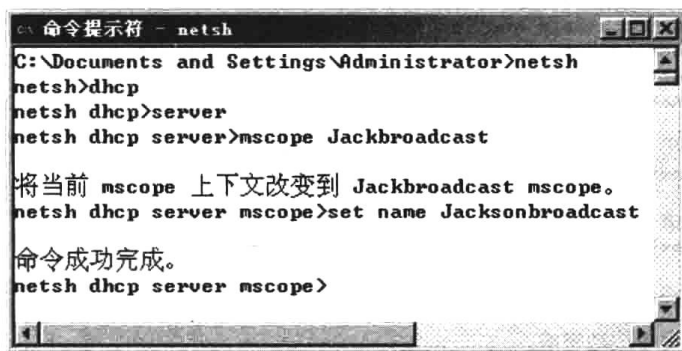 命令提示符 - netsh
C:\Documents and Settings\Administrator>netsh
netsh>dhcp
netsh dhcp>server
netsh dhcp server>mscope Jackbroadcast
将当前 mscope 上下文改变到 Jackbroadcast mscope。
netsh dhcp server mscope>set name Jacksonbroadcast
命令成功完成。
netsh dhcp server mscope>